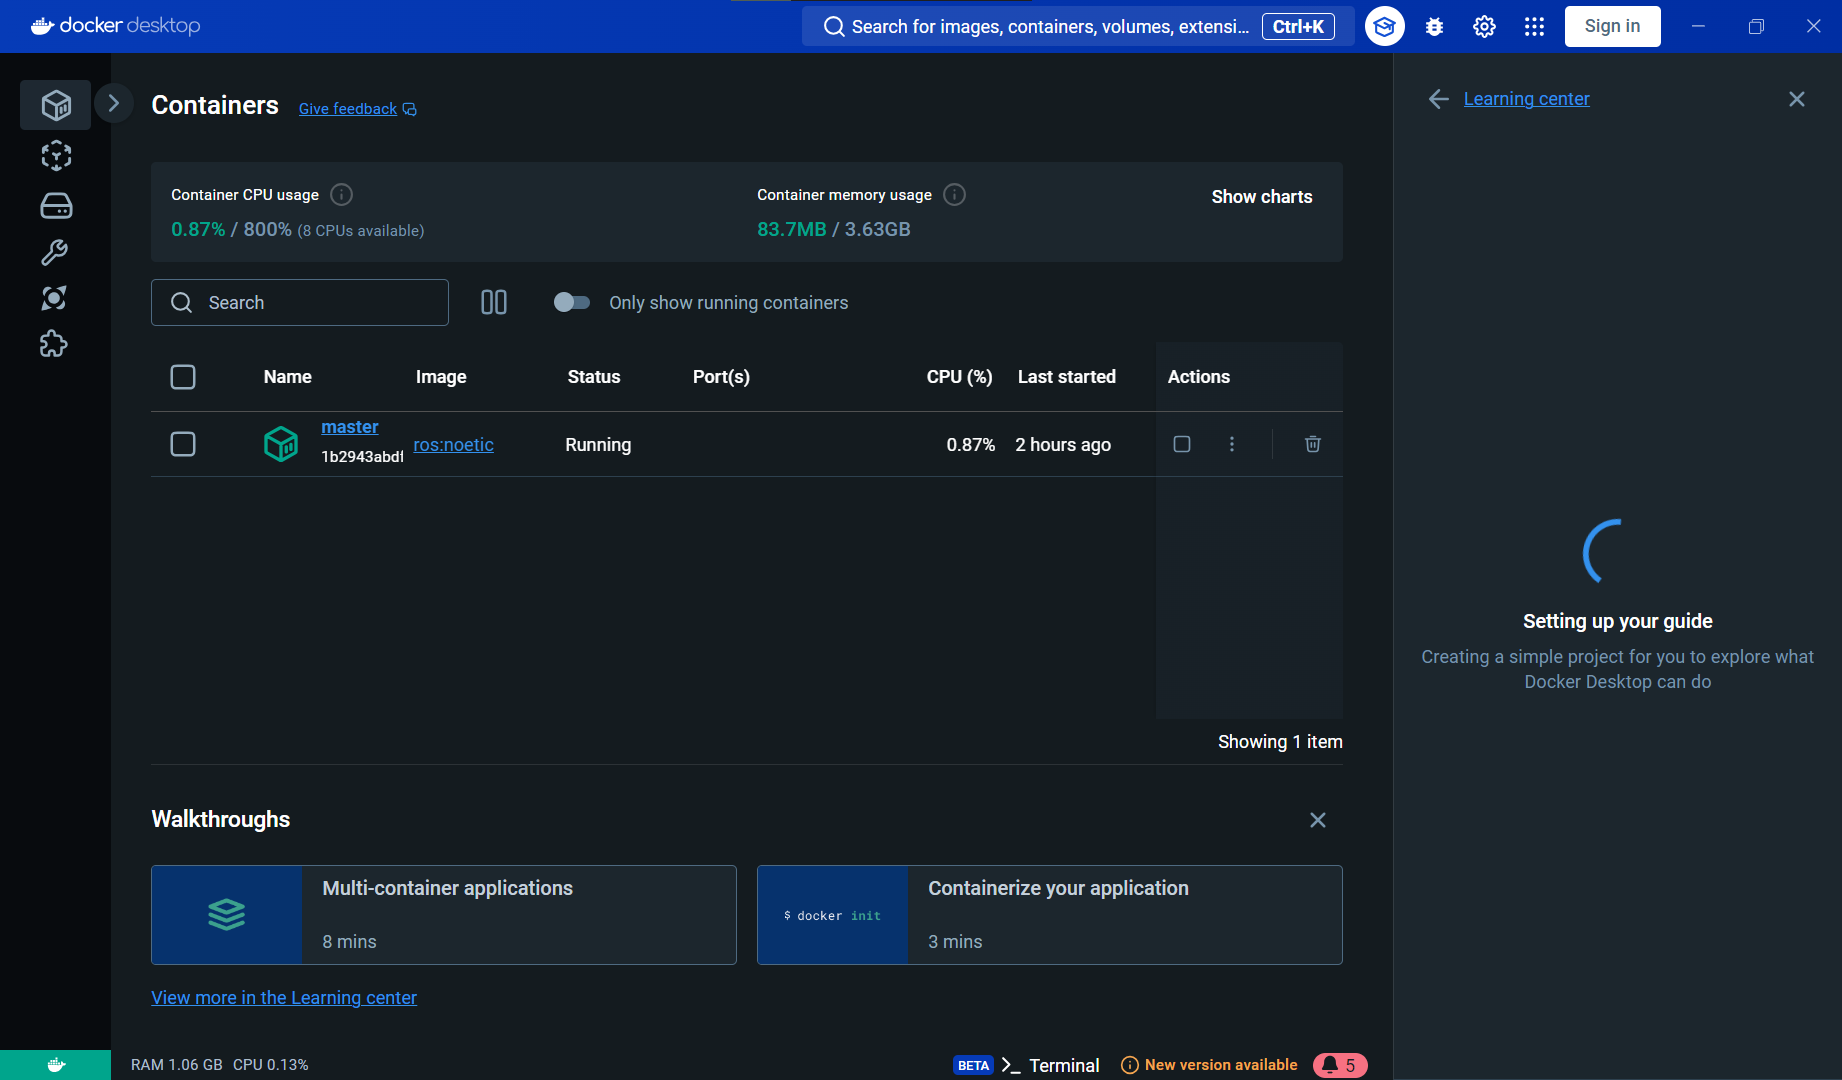 docker desktop
Search for images, containers, volumes, extensi... Ctrl+K
Sign in
Containers Give feedback
Container CPU usage
0.87% / 800% (8 CPUs available)
Container memory usage
83.7MB / 3.63GB
Show charts
Search
Only show running containers
Name Image Status Port(s) CPU (%) Last started Actions
master
1b2943abdf
ros:noetic Running 0.87% 2 hours ago
Showing 1 item
Walkthroughs
Multi-container applications
8 mins
$ docker init
Containerize your application
3 mins
View more in the Learning center
Learning center
Setting up your guide
Creating a simple project for you to explore what
Docker Desktop can do
RAM 1.06 GB CPU 0.13%
BETA Terminal New version available 5